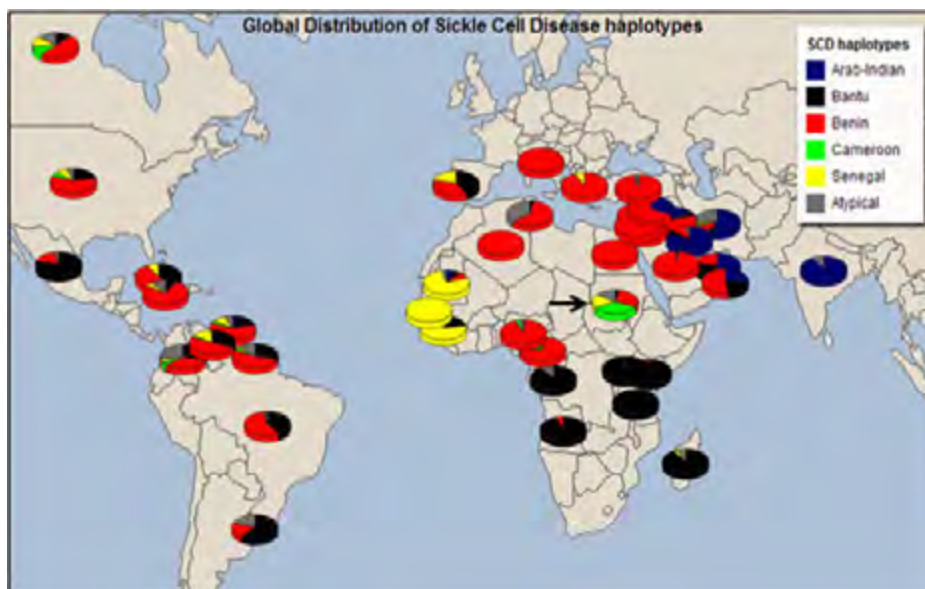 Global Distribution of Sickle Cell Disease haplotypes
SCD haplotypes
Arab-Indian
Bantu
Benin
Cameroon
Senegal
Atypical